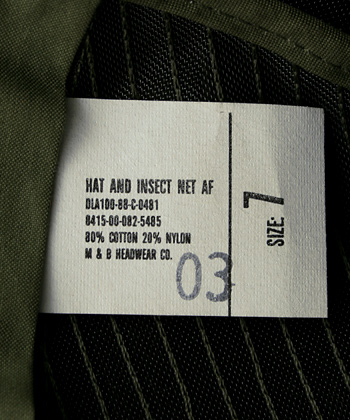 HAT AND INSECT NET AF
DLA100-88-C-0481
8415-00-082-5485
80% COTTON 20% NYLON
M & B HEADWEAR CO.
03
SIZE: 7